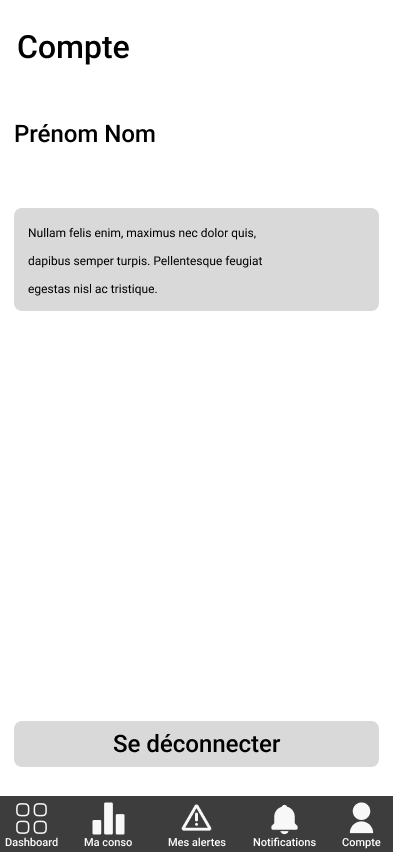 Compte
Prénom Nom
Nullam felis enim, maximus nec dolor quis,
dapibus semper turpis. Pellentesque feugiat
egestas nisl ac tristique.
Se déconnecter
Dashboard
Ma conso
Mes alertes
Notifications
Compte